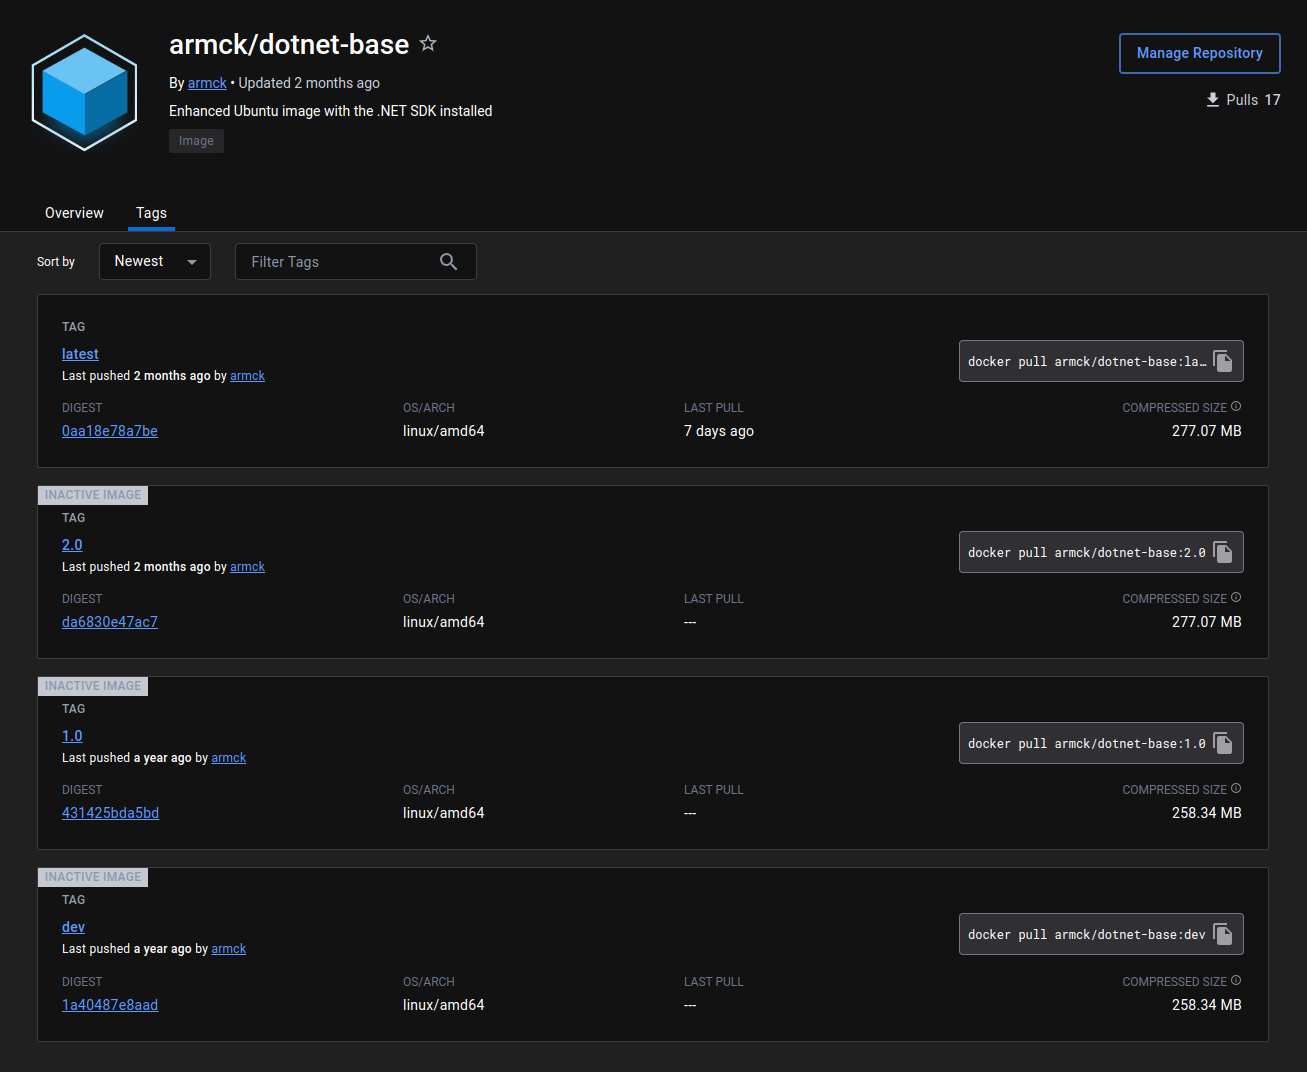 armck/dotnet-base
Manage Repository
By armck • Updated 2 months ago
Pulls 17
Enhanced Ubuntu image with the .NET SDK installed
Image
Overview Tags
Sort by Newest Filter Tags
TAG
latest
docker pull armck/dotnet-base:la…
Last pushed 2 months ago by armck
DIGEST OS/ARCH LAST PULL COMPRESSED SIZE
0aa18e78a7be linux/amd64 7 days ago 277.07 MB
INACTIVE IMAGE
TAG
2.0
docker pull armck/dotnet-base:2.0
Last pushed 2 months ago by armck
DIGEST OS/ARCH LAST PULL COMPRESSED SIZE
da6830e47ac7 linux/amd64 --- 277.07 MB
INACTIVE IMAGE
TAG
1.0
docker pull armck/dotnet-base:1.0
Last pushed a year ago by armck
DIGEST OS/ARCH LAST PULL COMPRESSED SIZE
431425bda5bd linux/amd64 --- 258.34 MB
INACTIVE IMAGE
TAG
dev
docker pull armck/dotnet-base:dev
Last pushed a year ago by armck
DIGEST OS/ARCH LAST PULL COMPRESSED SIZE
1a40487e8aad linux/amd64 --- 258.34 MB